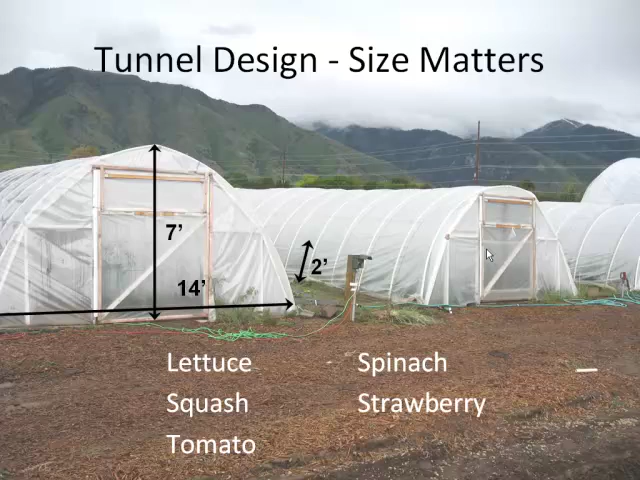 Tunnel Design - Size Matters
7’
14’
2’
Lettuce
Squash
Tomato
Spinach
Strawberry